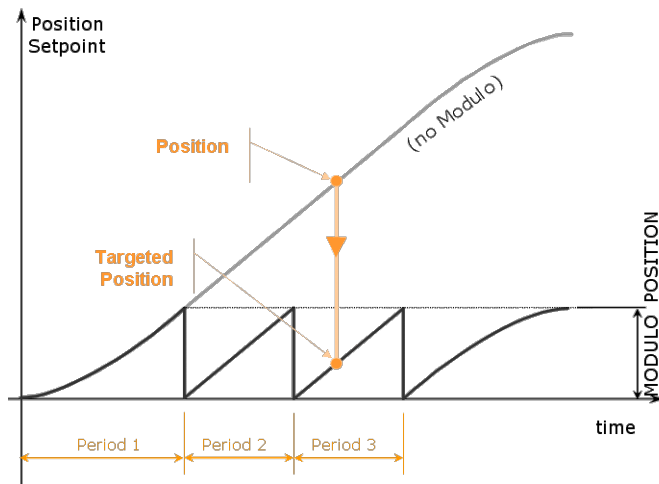 Position
Setpoint
(no Modulo)
Position
Targeted
Position
MODULO POSITION
time
Period 1
Period 2
Period 3